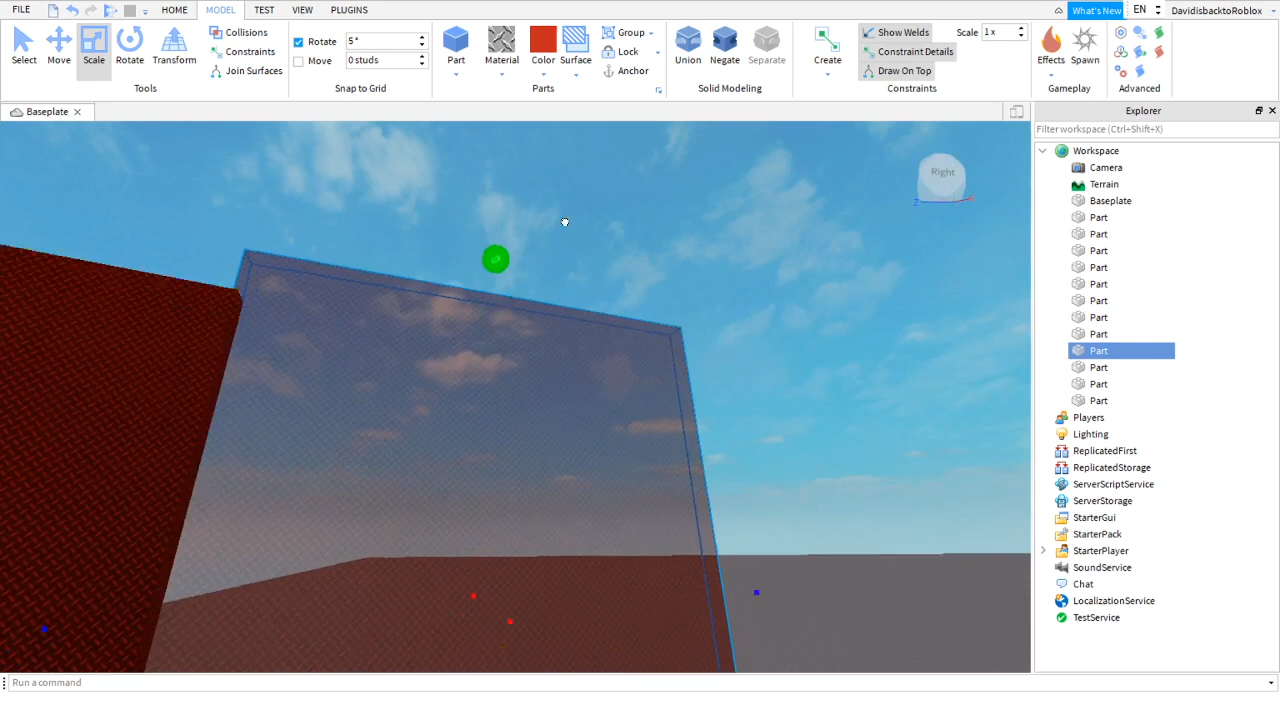 FILE HOME MODEL TEST VIEW PLUGINS What's New EN DavidisbacktoRoblox
Select Move Scale Rotate Transform
Collisions
Constraints
Join Surfaces
Tools
Rotate 5 °
Move 0 studs
Snap to Grid
Part Material Color Surface
Group
Lock
Anchor
Parts
Union Negate Separate
Solid Modeling
Create
Show Welds Scale 1 x
Constraint Details
Draw On Top
Constraints
Effects Spawn
Gameplay
Advanced
Baseplate
Explorer
Filter workspace (Ctrl+Shift+X)
Right
Z
Workspace
Camera
Terrain
Baseplate
Part
Part
Part
Part
Part
Part
Part
Part
Part
Part
Part
Part
Players
Lighting
ReplicatedFirst
ReplicatedStorage
ServerScriptService
ServerStorage
StarterGui
StarterPack
StarterPlayer
SoundService
Chat
LocalizationService
TestService
Run a command